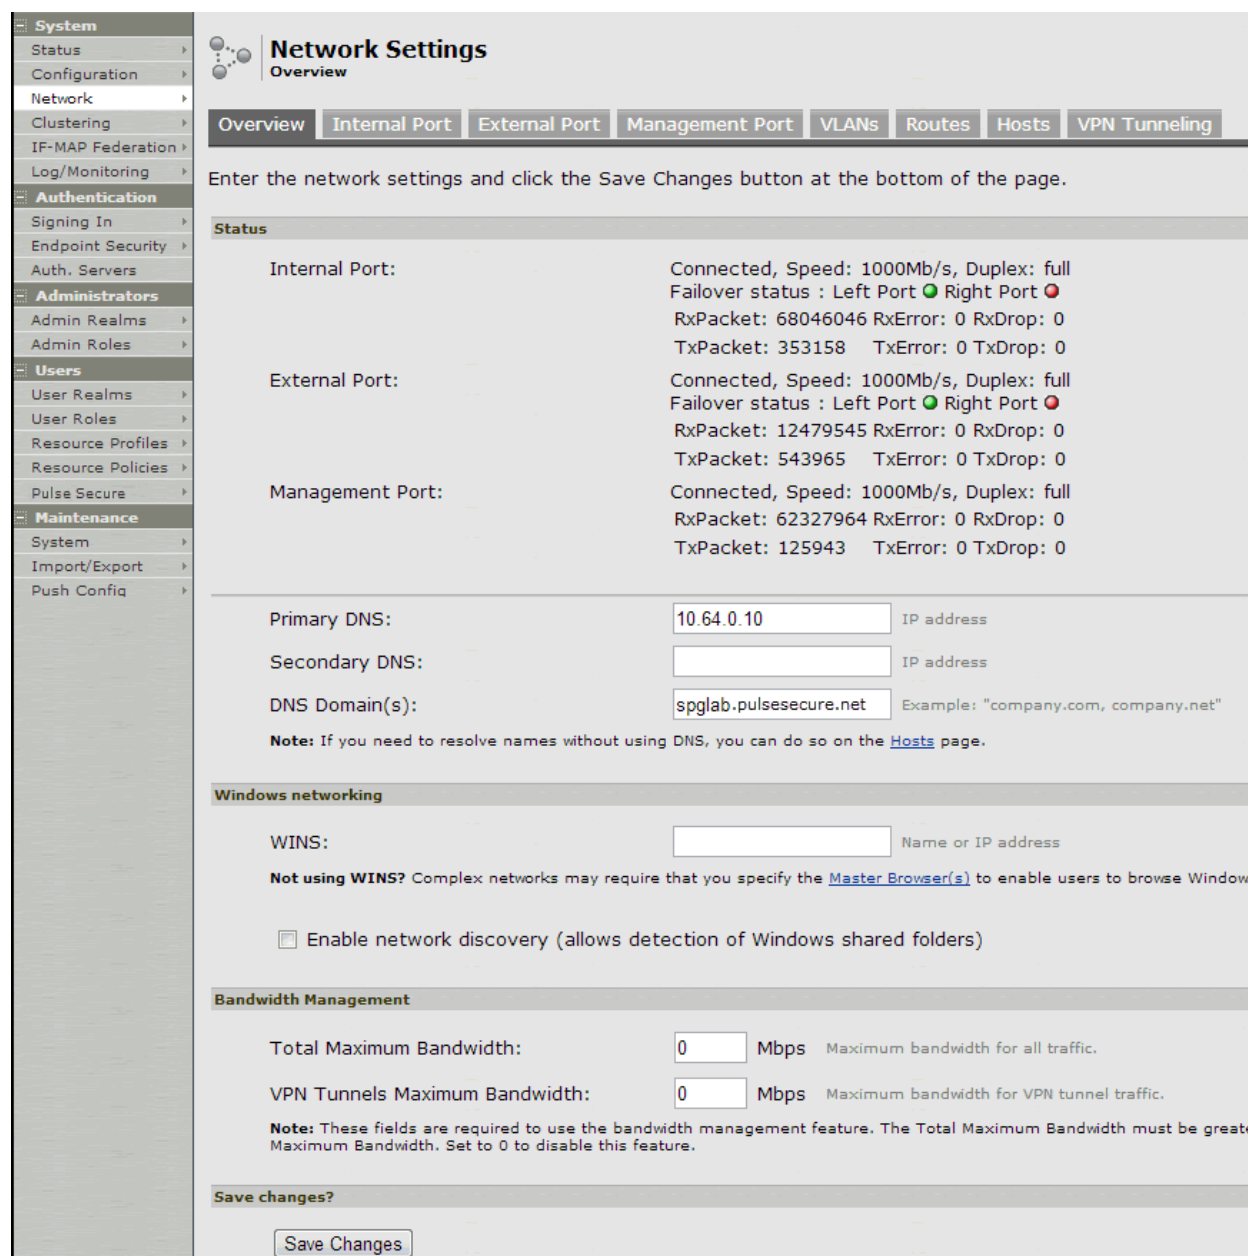 System
Status
Configuration
Network
Clustering
IF-MAP Federation
Log/Monitoring
Authentication
Signing In
Endpoint Security
Auth. Servers
Administrators
Admin Realms
Admin Roles
Users
User Realms
User Roles
Resource Profiles
Resource Policies
Pulse Secure
Maintenance
System
Import/Export
Push Config
Network Settings
Overview
Overview Internal Port External Port Management Port VLANs Routes Hosts VPN Tunneling
Enter the network settings and click the Save Changes button at the bottom of the page.
Status
Internal Port: Connected, Speed: 1000Mb/s, Duplex: full
Failover status : Left Port Right Port
RxPacket: 68046046 RxError: 0 RxDrop: 0
TxPacket: 353158 TxError: 0 TxDrop: 0
External Port: Connected, Speed: 1000Mb/s, Duplex: full
Failover status : Left Port Right Port
RxPacket: 12479545 RxError: 0 RxDrop: 0
TxPacket: 543965 TxError: 0 TxDrop: 0
Management Port: Connected, Speed: 1000Mb/s, Duplex: full
RxPacket: 62327964 RxError: 0 RxDrop: 0
TxPacket: 125943 TxError: 0 TxDrop: 0
Primary DNS: 10.64.0.10 IP address
Secondary DNS: IP address
DNS Domain(s): spglab.pulsesecure.net Example: "company.com, company.net"
Note: If you need to resolve names without using DNS, you can do so on the Hosts page.
Windows networking
WINS: Name or IP address
Not using WINS? Complex networks may require that you specify the Master Browser(s) to enable users to browse Window
Enable network discovery (allows detection of Windows shared folders)
Bandwidth Management
Total Maximum Bandwidth: 0 Mbps Maximum bandwidth for all traffic.
VPN Tunnels Maximum Bandwidth: 0 Mbps Maximum bandwidth for VPN tunnel traffic.
Note: These fields are required to use the bandwidth management feature. The Total Maximum Bandwidth must be greate
Maximum Bandwidth. Set to 0 to disable this feature.
Save changes?
Save Changes